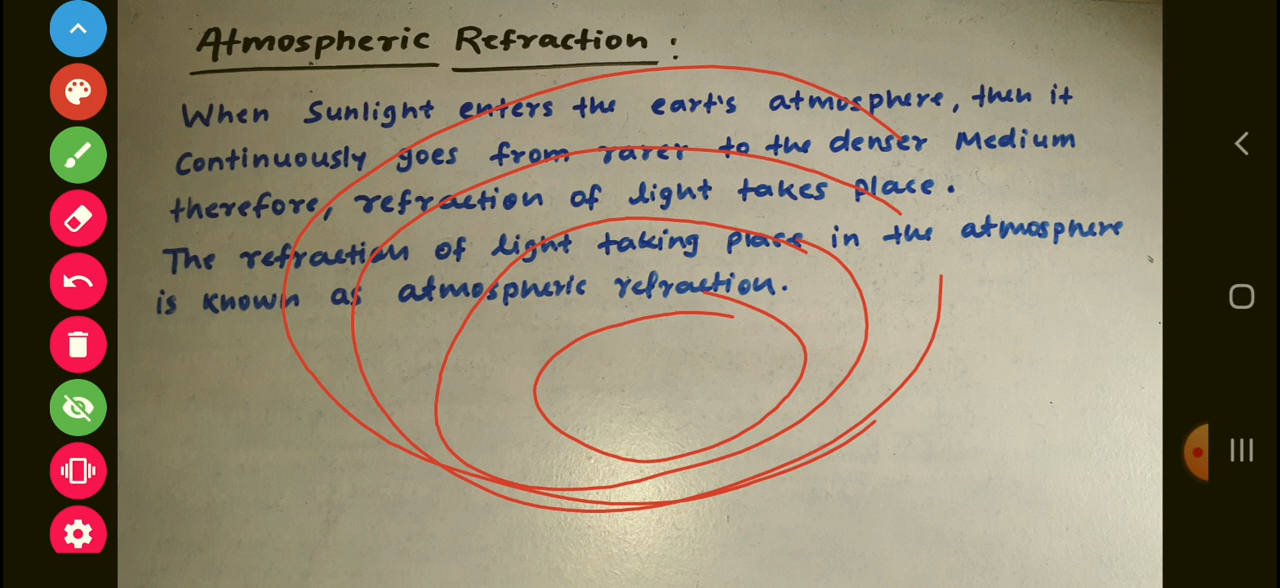 Atmospheric Refraction :
When Sunlight enters the eart's atmosphere, then it
Continuously goes from rarer to the denser Medium
therefore, refraction of light takes place.
The refraction of light taking place in the atmosphere
is known as atmospheric refraction.